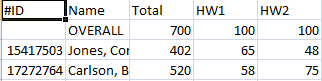 #ID Name Total HW1 HW2
OVERALL 700 100 100
15417503 Jones, Cor 402 65 48
17272764 Carlson, B 520 58 75